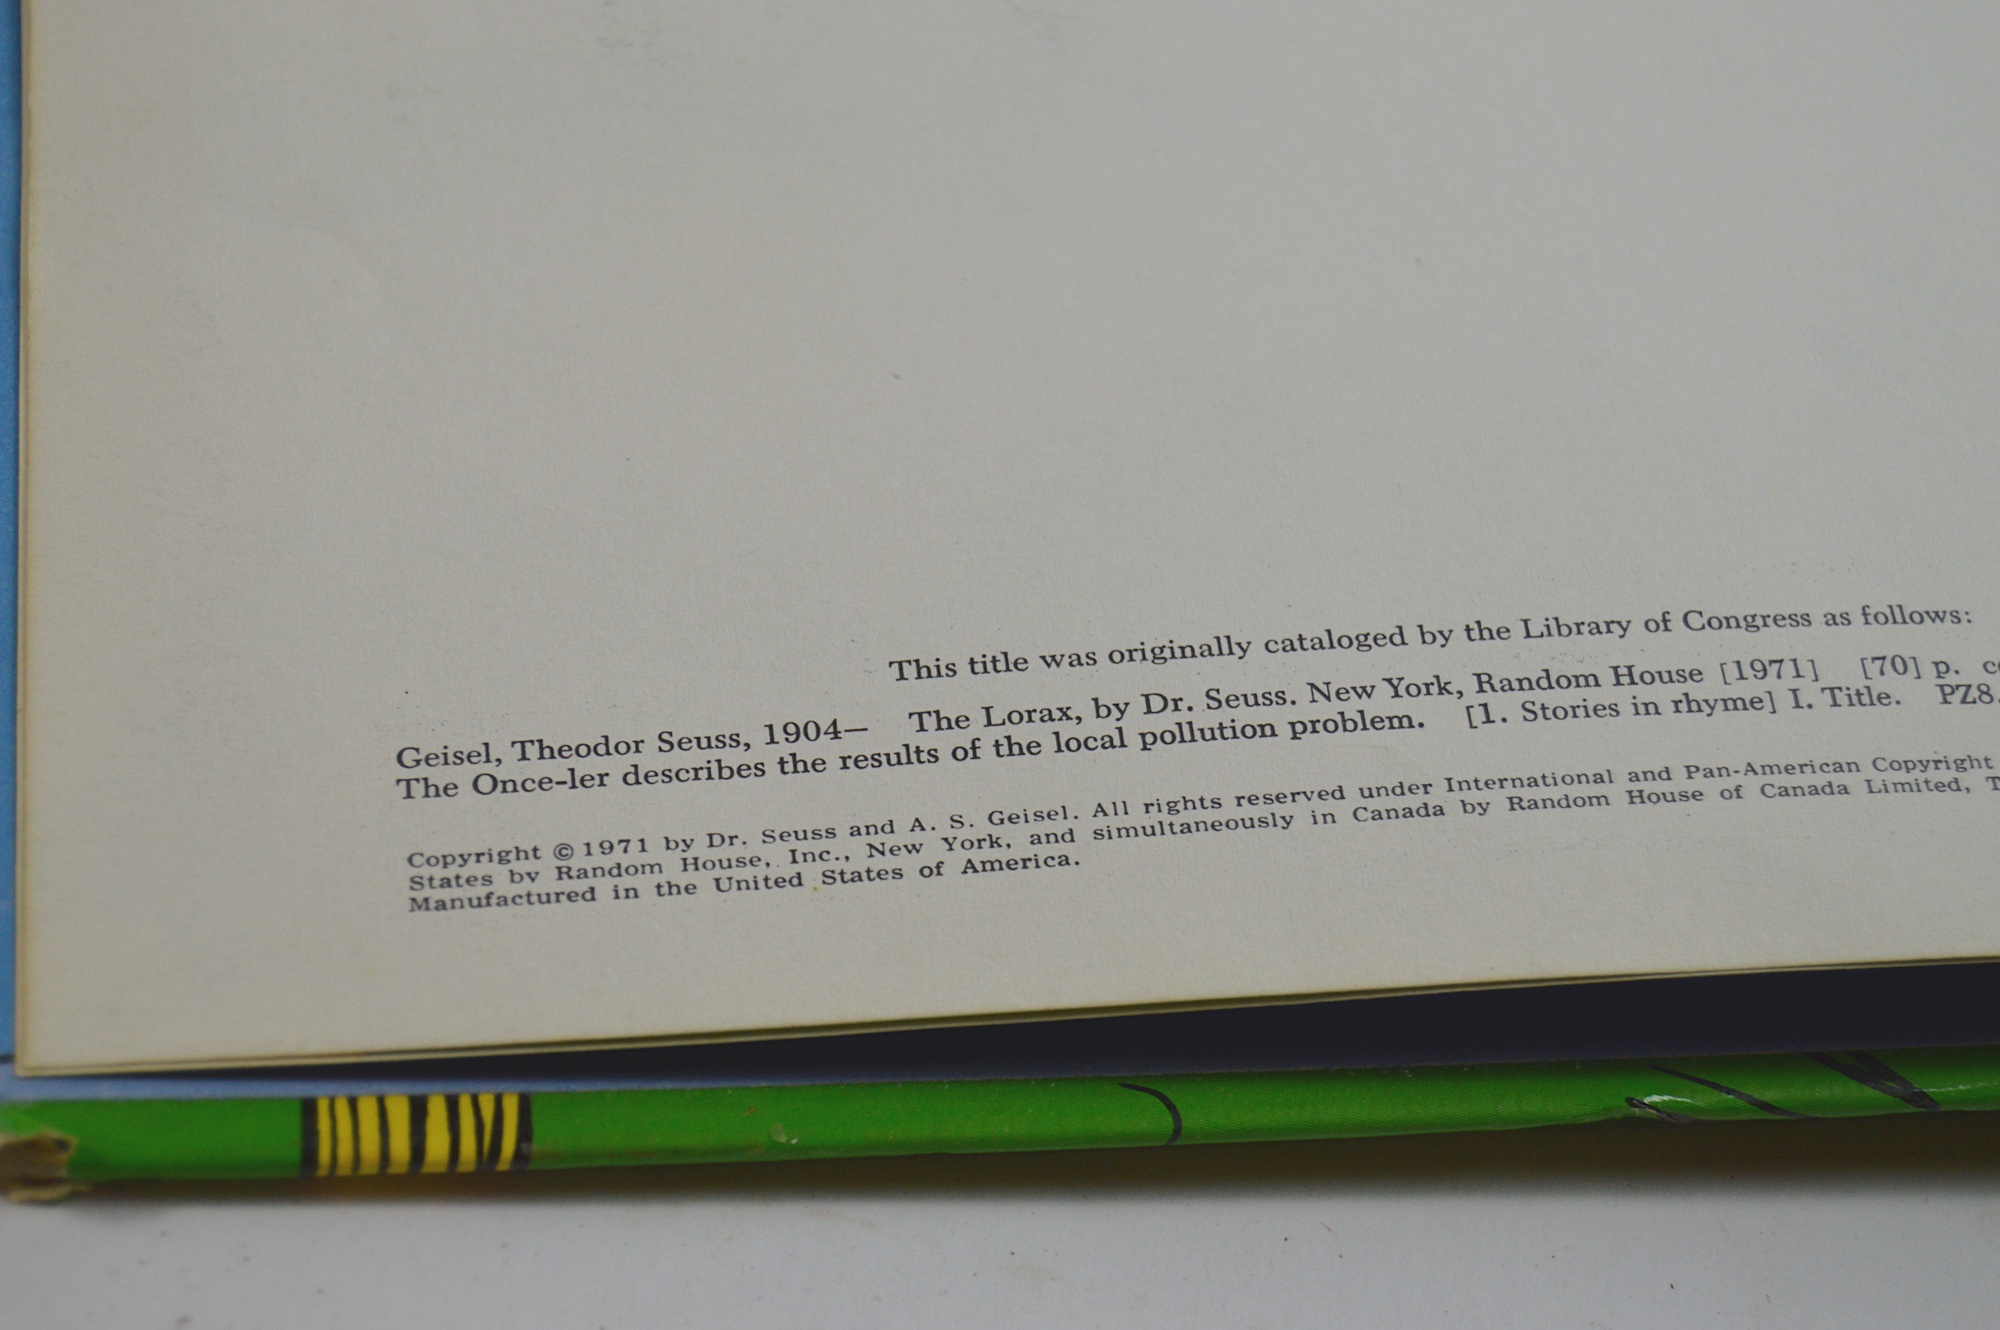 This title was originally cataloged by the Library of Congress as follows:
Geisel, Theodor Seuss, 1904– The Lorax, by Dr. Seuss. New York, Random House [1971] [70] p.
The Once-ler describes the results of the local pollution problem. [1. Stories in rhyme] I. Title. PZ8.
Copyright © 1971 by Dr. Seuss and A. S. Geisel. All rights reserved under International and Pan-American Copyright
States by Random House, Inc., New York, and simultaneously in Canada by Random House of Canada Limited,
Manufactured in the United States of America.